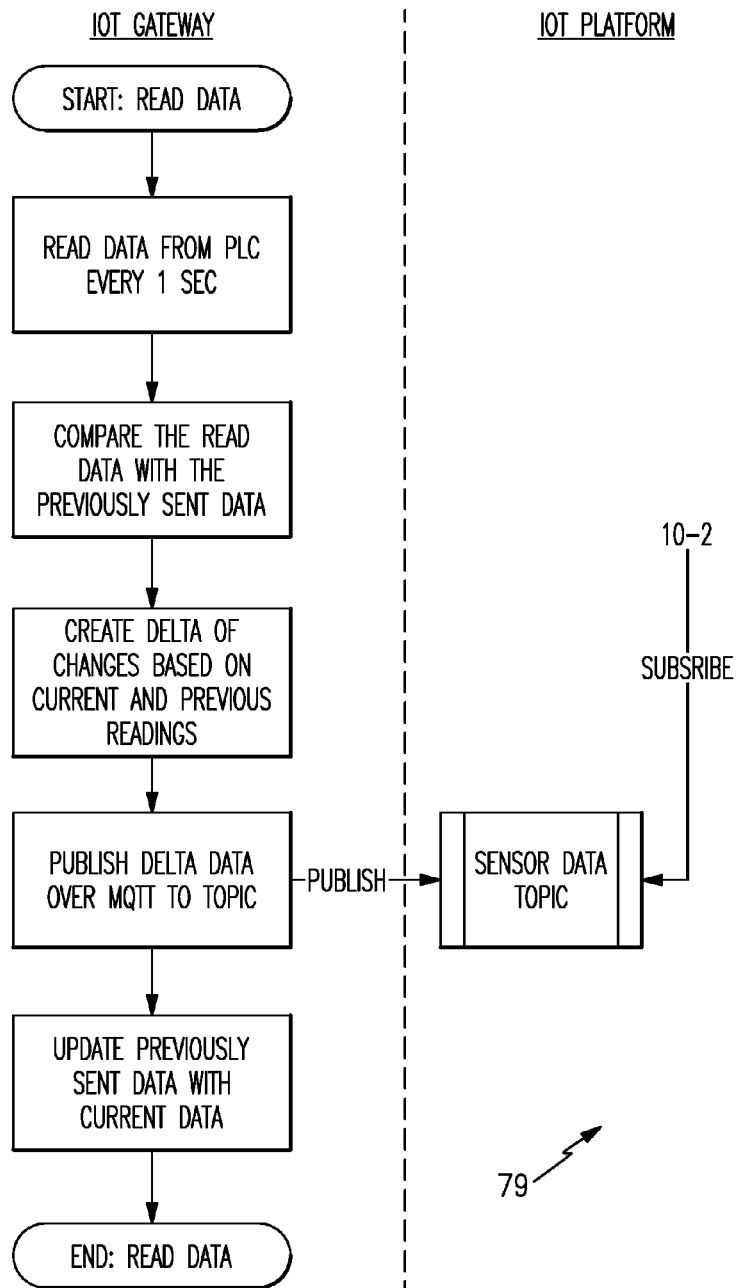 IOT GATEWAY
IOT PLATFORM
START: READ DATA
READ DATA FROM PLC
EVERY 1 SEC
COMPARE THE READ
DATA WITH THE
PREVIOUSLY SENT DATA
10-2
CREATE DELTA OF
CHANGES BASED ON
CURRENT AND PREVIOUS
READINGS
SUBSRIBE
PUBLISH DELTA DATA
OVER MQTT TO TOPIC
PUBLISH
SENSOR DATA
TOPIC
UPDATE PREVIOUSLY
SENT DATA WITH
CURRENT DATA
79
END: READ DATA